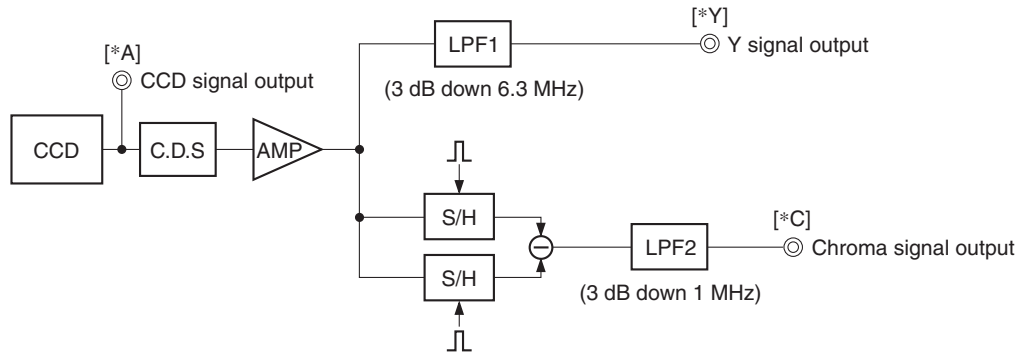 [*Y]
LPF1
Y signal output
[*A]
CCD signal output
(3 dB down 6.3 MHz)
CCD
C.D.S
AMP
S/H
[*C]
LPF2
Chroma signal output
S/H
(3 dB down 1 MHz)